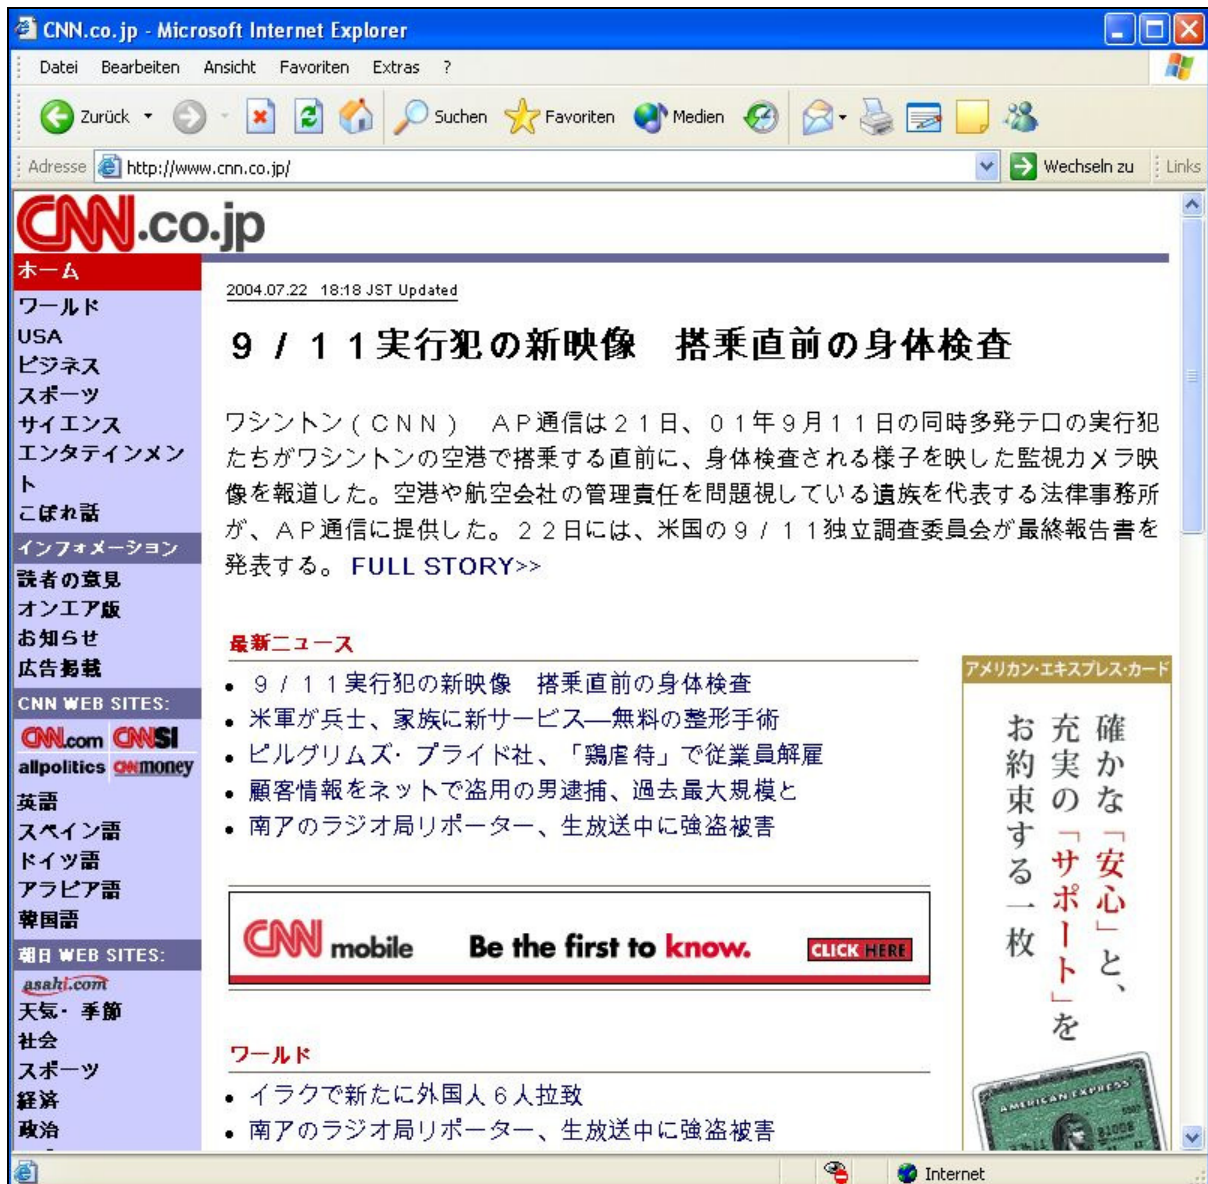 CNN.co.jp - Microsoft Internet Explorer
Datei Bearbeiten Ansicht Favoriten Extras ?
Zurück Suchen Favoriten Medien
Adresse http://www.cnn.co.jp/ Wechseln zu Links
CNN.co.jp
ホーム
ワールド
USA
ビジネス
スポーツ
サイエンス
エンタテインメン
ト
こぼれ話
インフォメーション
読者の意見
オンエア版
お知らせ
広告掲載
CNN WEB SITES:
CNN.com CNNSI
allpolitics CNNmoney
英語
スペイン語
ドイツ語
アラビア語
韓国語
朝日 WEB SITES:
asahi.com
天気・季節
社会
スポーツ
経済
政治
2004.07.22 18:18 JST Updated
９／１１実行犯の新映像　搭乗直前の身体検査
ワシントン（ＣＮＮ）　ＡＰ通信は２１日、０１年９月１１日の同時多発テロの実行犯
たちがワシントンの空港で搭乗する直前に、身体検査される様子を映した監視カメラ映
像を報道した。空港や航空会社の管理責任を問題視している遺族を代表する法律事務所
が、ＡＰ通信に提供した。２２日には、米国の９／１１独立調査委員会が最終報告書を
発表する。 FULL STORY>>
最新ニュース
• ９／１１実行犯の新映像　搭乗直前の身体検査
• 米軍が兵士、家族に新サービス―無料の整形手術
• ピルグリムズ・プライド社、「鶏虐待」で従業員解雇
• 顧客情報をネットで盗用の男逮捕、過去最大規模と
• 南アのラジオ局リポーター、生放送中に強盗被害
CNN mobile Be the first to know. CLICK HERE
ワールド
• イラクで新たに外国人６人拉致
• 南アのラジオ局リポーター、生放送中に強盗被害
アメリカン・エキスプレス・カード
確かな「安心」と、
充実の「サポート」を
お約束する一枚
AMERICAN EXPRESS
Internet